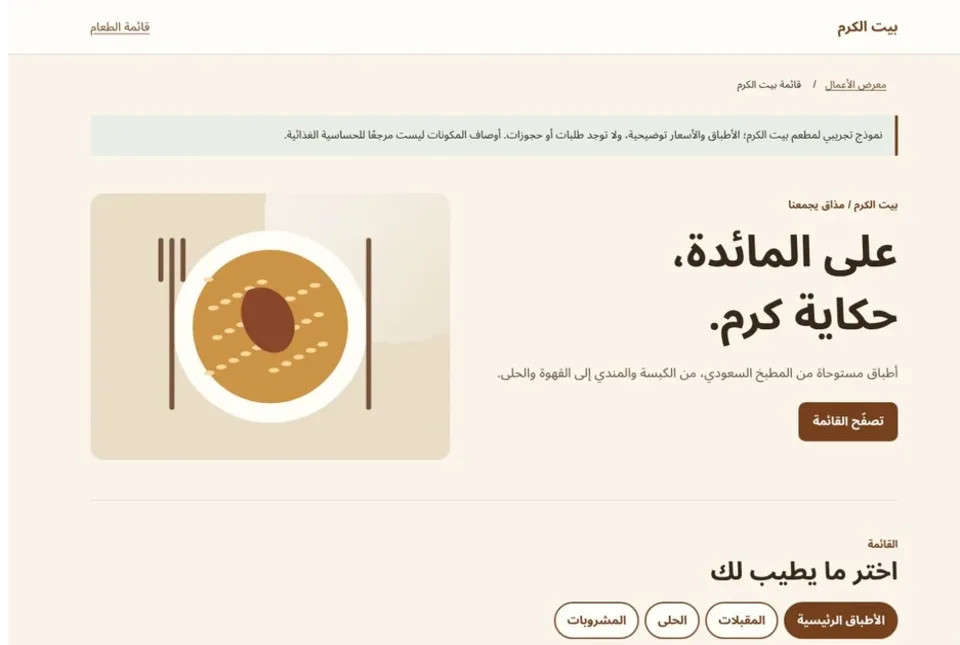 بيت الكرم
قائمة الطعام
معرض الأعمال / قائمة بيت الكرم
نموذج تجريبي لمطعم بيت الكرم؛ الأطباق والأسعار توضيحية، ولا توجد طلبات أو حجوزات. أوصاف المكونات ليست مرجعًا للحساسية الغذائية.
بيت الكرم / مذاق يجمعنا
على المائدة،
حكاية كرم.
أطباق مستوحاة من المطبخ السعودي، من الكبسة والمندي إلى القهوة والحلى.
تصفّح القائمة
القائمة
اختر ما يطيب لك
الأطباق الرئيسية
المقبلات
الحلى
المشروبات